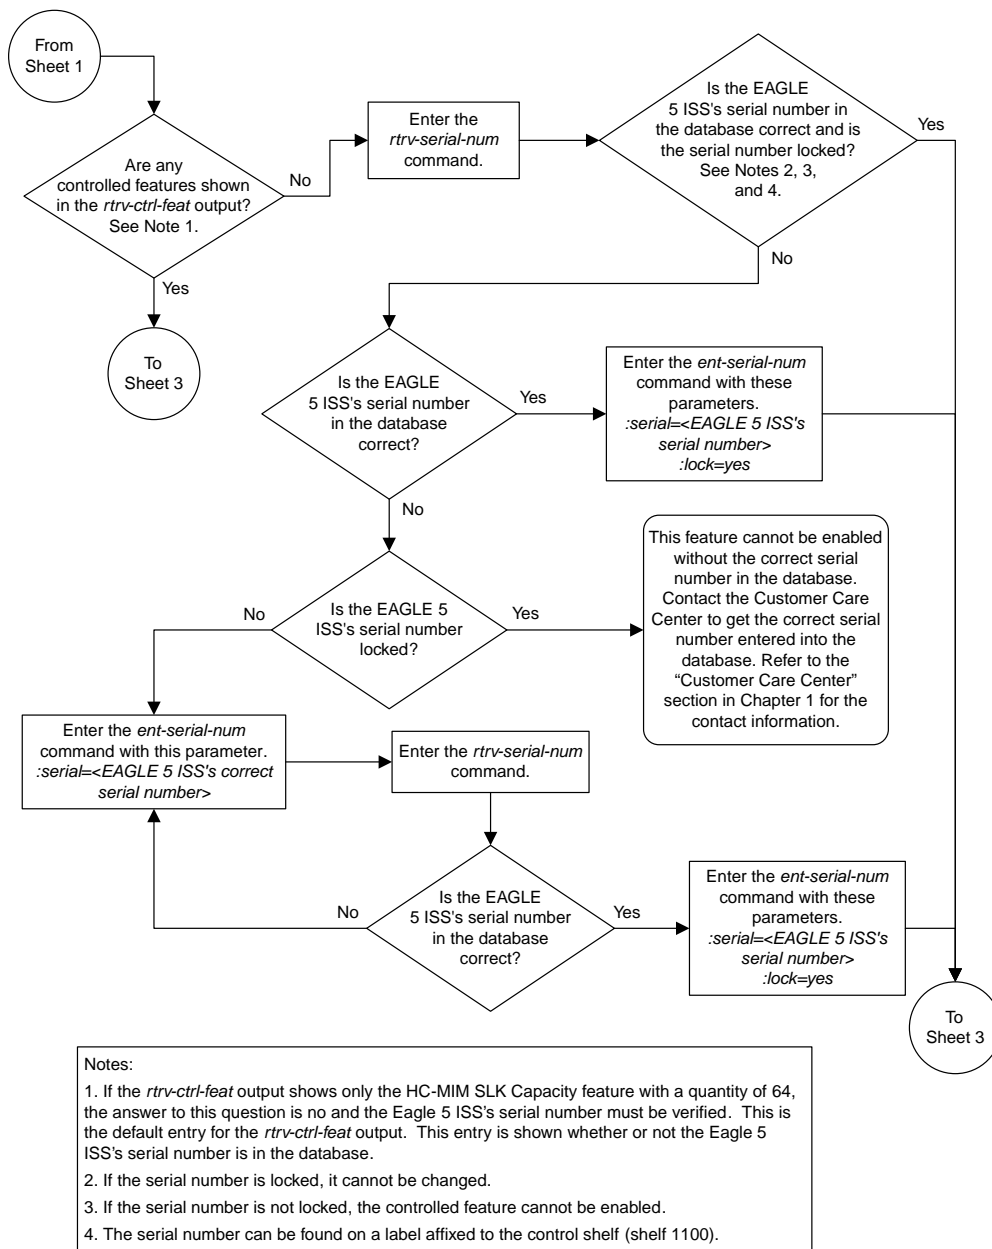 From
Sheet 1
Are any
controlled features shown
in the rtrv-ctrl-feat output?
See Note 1.
No
Yes
To
Sheet 3
Enter the
rtrv-serial-num
command.
Is the EAGLE
5 ISS's serial number in
the database correct and is
the serial number locked?
See Notes 2, 3,
and 4.
Yes
No
Is the EAGLE
5 ISS's serial number
in the database
correct?
Yes
No
Enter the ent-serial-num
command with these
parameters.
:serial=<EAGLE 5 ISS's
serial number>
:lock=yes
Is the EAGLE 5
ISS's serial number
locked?
No
Yes
This feature cannot be enabled
without the correct serial
number in the database.
Contact the Customer Care
Center to get the correct serial
number entered into the
database. Refer to the
“Customer Care Center”
section in Chapter 1 for the
contact information.
Enter the ent-serial-num
command with this parameter.
:serial=<EAGLE 5 ISS's correct
serial number>
Enter the rtrv-serial-num
command.
Is the EAGLE
5 ISS's serial number
in the database
correct?
No
Yes
Enter the ent-serial-num
command with these
parameters.
:serial=<EAGLE 5 ISS's
serial number>
:lock=yes
To
Sheet 3
Notes:
1. If the rtrv-ctrl-feat output shows only the HC-MIM SLK Capacity feature with a quantity of 64,
the answer to this question is no and the Eagle 5 ISS's serial number must be verified.  This is
the default entry for the rtrv-ctrl-feat output.  This entry is shown whether or not the Eagle 5
ISS's serial number is in the database.
2. If the serial number is locked, it cannot be changed.
3. If the serial number is not locked, the controlled feature cannot be enabled.
4. The serial number can be found on a label affixed to the control shelf (shelf 1100).